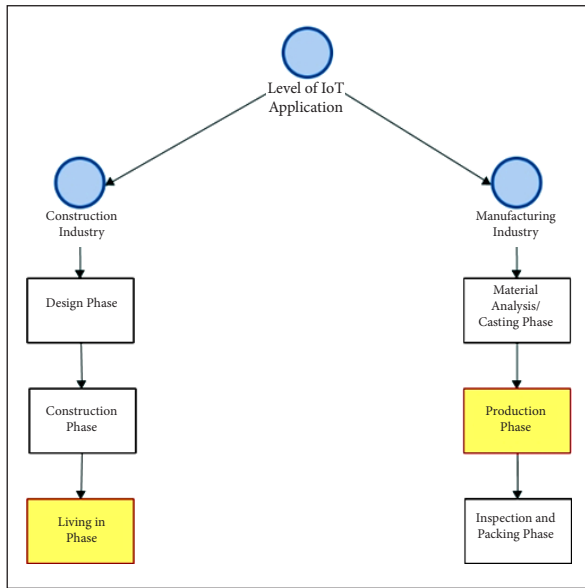 Level of IoT
Application
Construction
Industry
Manufacturing
Industry
Design Phase
Material
Analysis/
Casting Phase
Construction
Phase
Production
Phase
Living in
Phase
Inspection and
Packing Phase